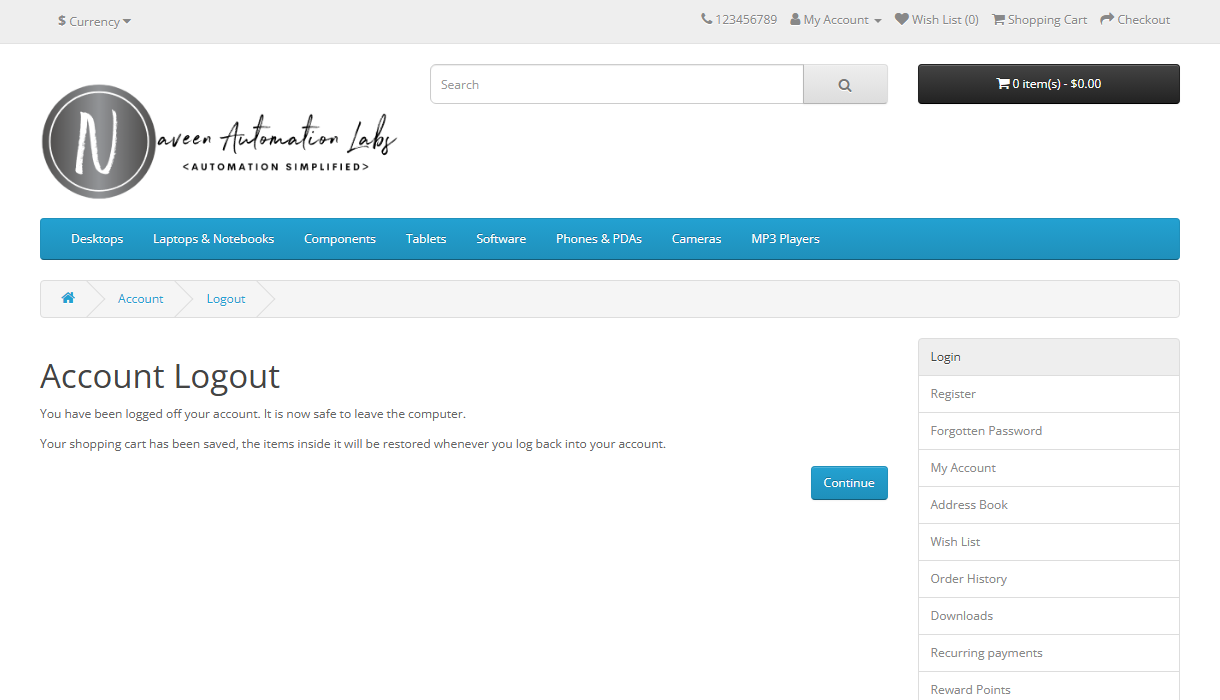 $ Currency
123456789 My Account Wish List (0) Shopping Cart Checkout
Search
0 item(s) - $0.00
Naveen Automation Labs
<AUTOMATION SIMPLIFIED>
Desktops Laptops & Notebooks Components Tablets Software Phones & PDAs Cameras MP3 Players
Account Logout
Account Logout
You have been logged off your account. It is now safe to leave the computer.
Your shopping cart has been saved, the items inside it will be restored whenever you log back into your account.
Continue
Login
Register
Forgotten Password
My Account
Address Book
Wish List
Order History
Downloads
Recurring payments
Reward Points